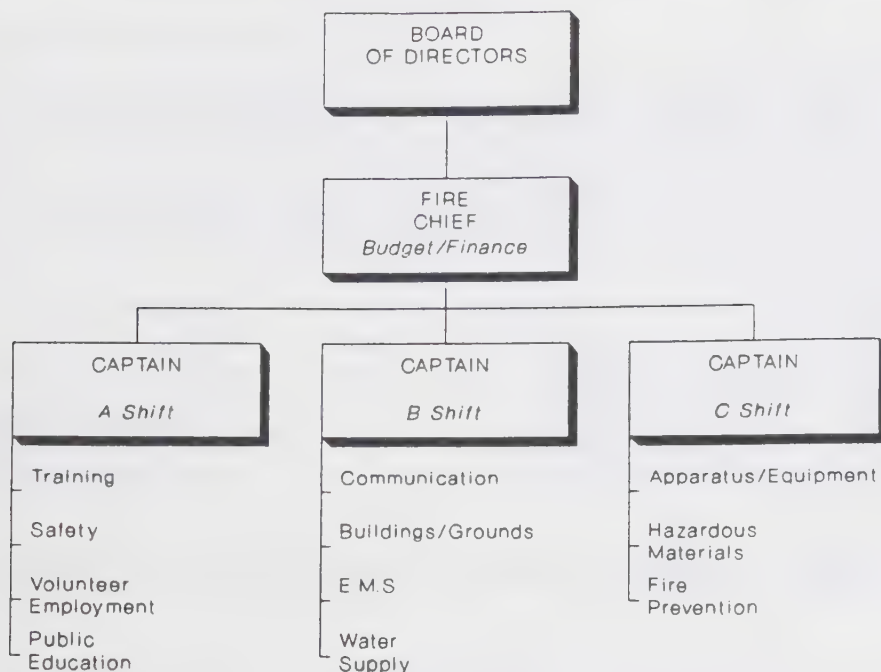 BOARD
OF DIRECTORS
FIRE
CHIEF
Budget/Finance
CAPTAIN
A Shift
Training
Safety
Volunteer
Employment
Public
Education
CAPTAIN
B Shift
Communication
Buildings/Grounds
E M.S
Water
Supply
CAPTAIN
C Shift
Apparatus/Equipment
Hazardous
Materials
Fire
Prevention